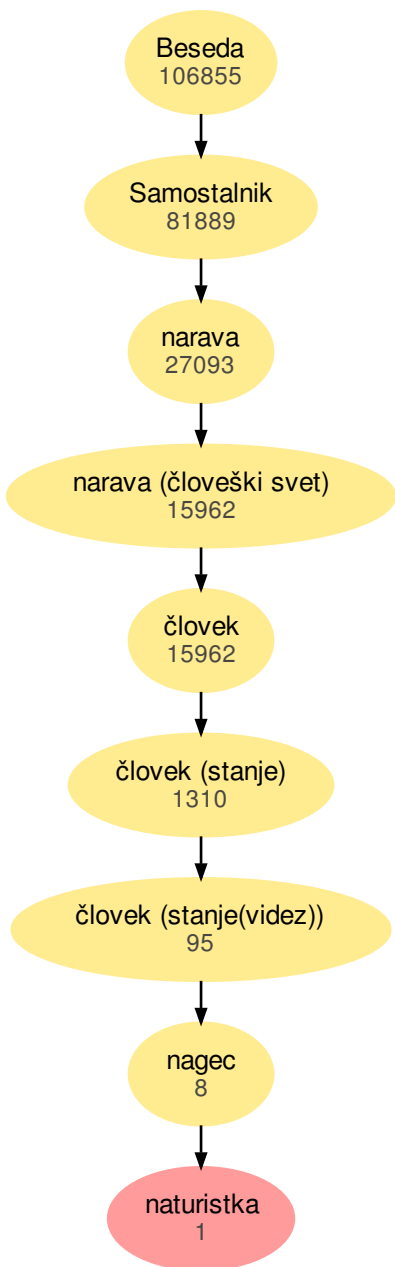 Beseda
106855
Samostalnik
81889
narava
27093
narava (človeški svet)
15962
človek
15962
človek (stanje)
1310
človek (stanje(videz))
95
nagec
8
naturistka
1